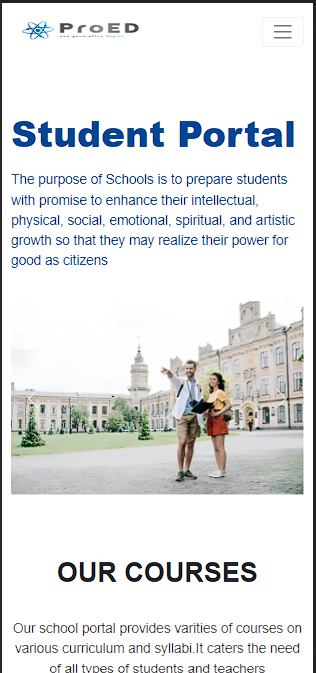 ProED
Student Portal
The purpose of Schools is to prepare students
with promise to enhance their intellectual,
physical, social, emotional, spiritual, and artistic
growth so that they may realize their power for
good as citizens
OUR COURSES
Our school portal provides varities of courses on
various curriculum and syllabi.It caters the need
of all types of students and teachers